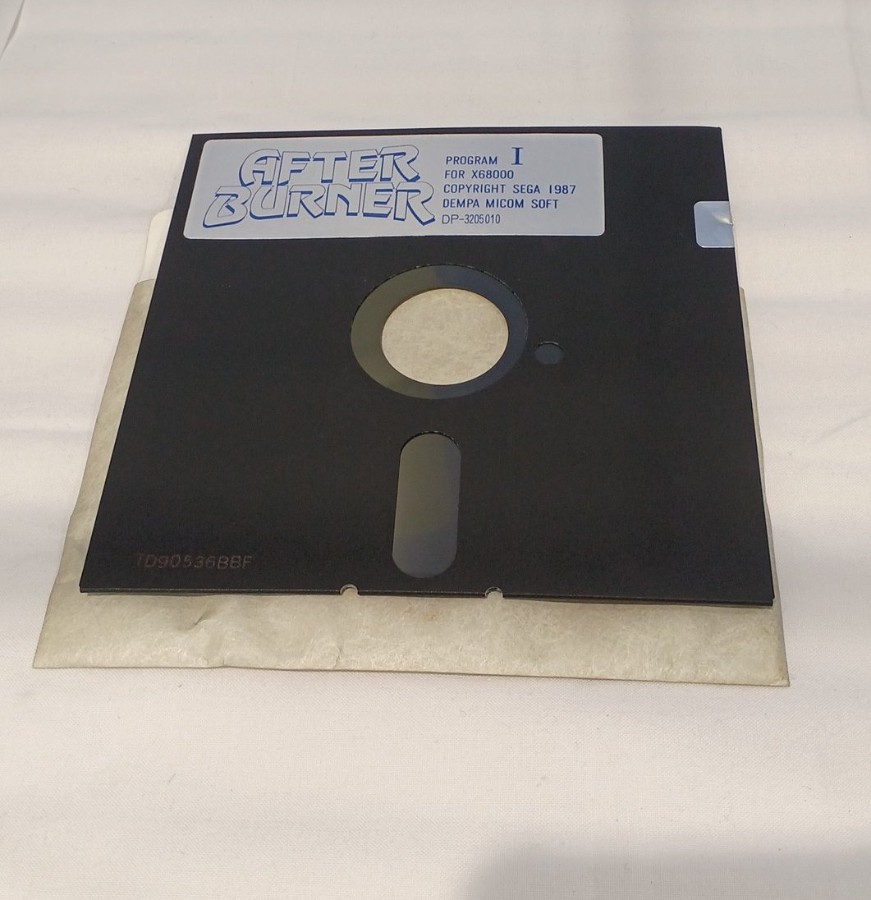 AFTER
BURNER
PROGRAM I
FOR X68000
COPYRIGHT SEGA 1987
DEMPA MICOM SOFT
DP-3205010
TD90536BBF